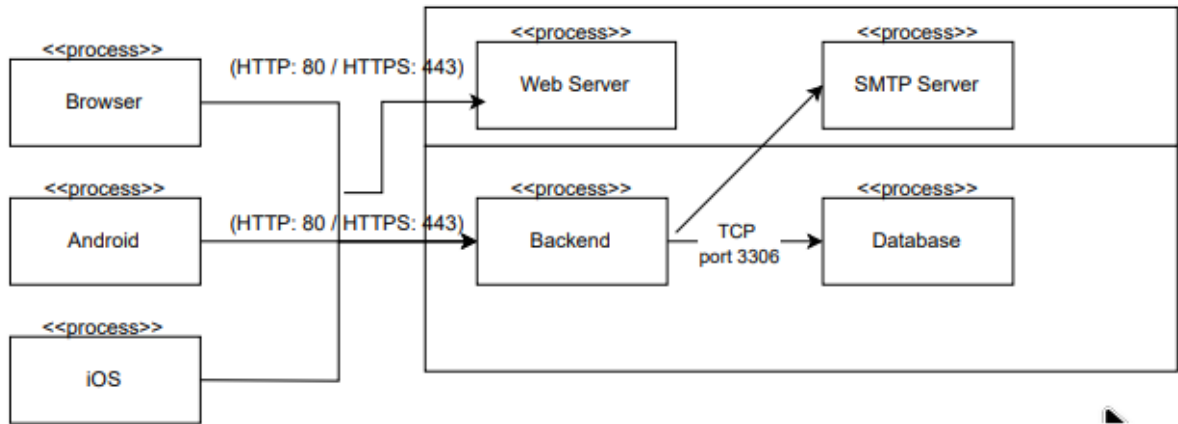 <<process>>
Browser
(HTTP: 80 / HTTPS: 443)
<<process>>
Web Server
<<process>>
SMTP Server
<<process>>
Android
(HTTP: 80 / HTTPS: 443)
<<process>>
Backend
TCP
port 3306
<<process>>
Database
<<process>>
iOS